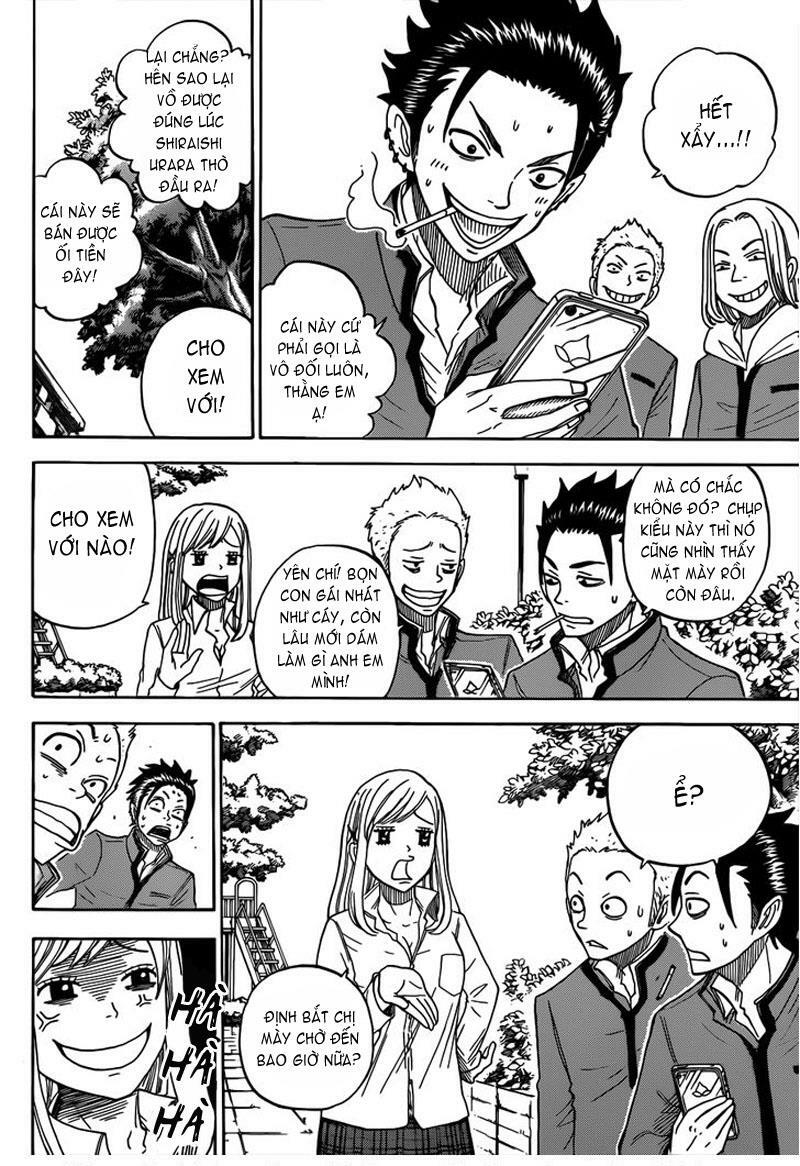 HẾT
XẨY...!!
CÁI NÀY CỨ
PHẢI GỌI LÀ
VÔ ĐỐI LUÔN,
THẰNG EM
Ạ!
LẠI CHẲNG?
HÊN SAO LẠI
VỒ ĐƯỢC
ĐÚNG LÚC
SHIRAISHI
URARA THÒ
ĐẦU RA!
CÁI NÀY SẼ
BÁN ĐƯỢC
ỐI TIỀN
ĐÂY!
CHO
XEM
VỚI!
MÀ CÓ CHẮC
KHÔNG ĐÓ? CHỤP
KIỂU NÀY THÌ NÓ
CŨNG NHÌN THẤY
MẶT MÀY RỒI
CÒN ĐÂU.
YÊN CHÍ BỌN
CON GÁI NHÁT
NHƯ CÁY, CÒN
LÂU MỚI DÁM
LÀM GÌ ANH EM
MÌNH!
CHO XEM
VỚI NÀO!
Ể?
ĐỊNH BẮT CHỊ
MÀY CHỜ ĐẾN
BAO GIỜ NỮA?
HÀ
HÀ
HÀ